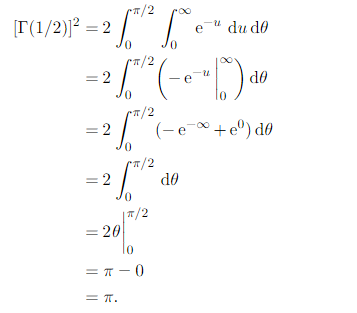 [Γ(1/2)]² = 2 ∫₀^{π/2} ∫₀^∞ e^{−u} du dθ
= 2 ∫₀^{π/2} (−e^{−u} |₀^∞) dθ
= 2 ∫₀^{π/2} (−e^{−∞} + e⁰) dθ
= 2 ∫₀^{π/2} dθ
= 2θ |₀^{π/2}
= π − 0
= π.